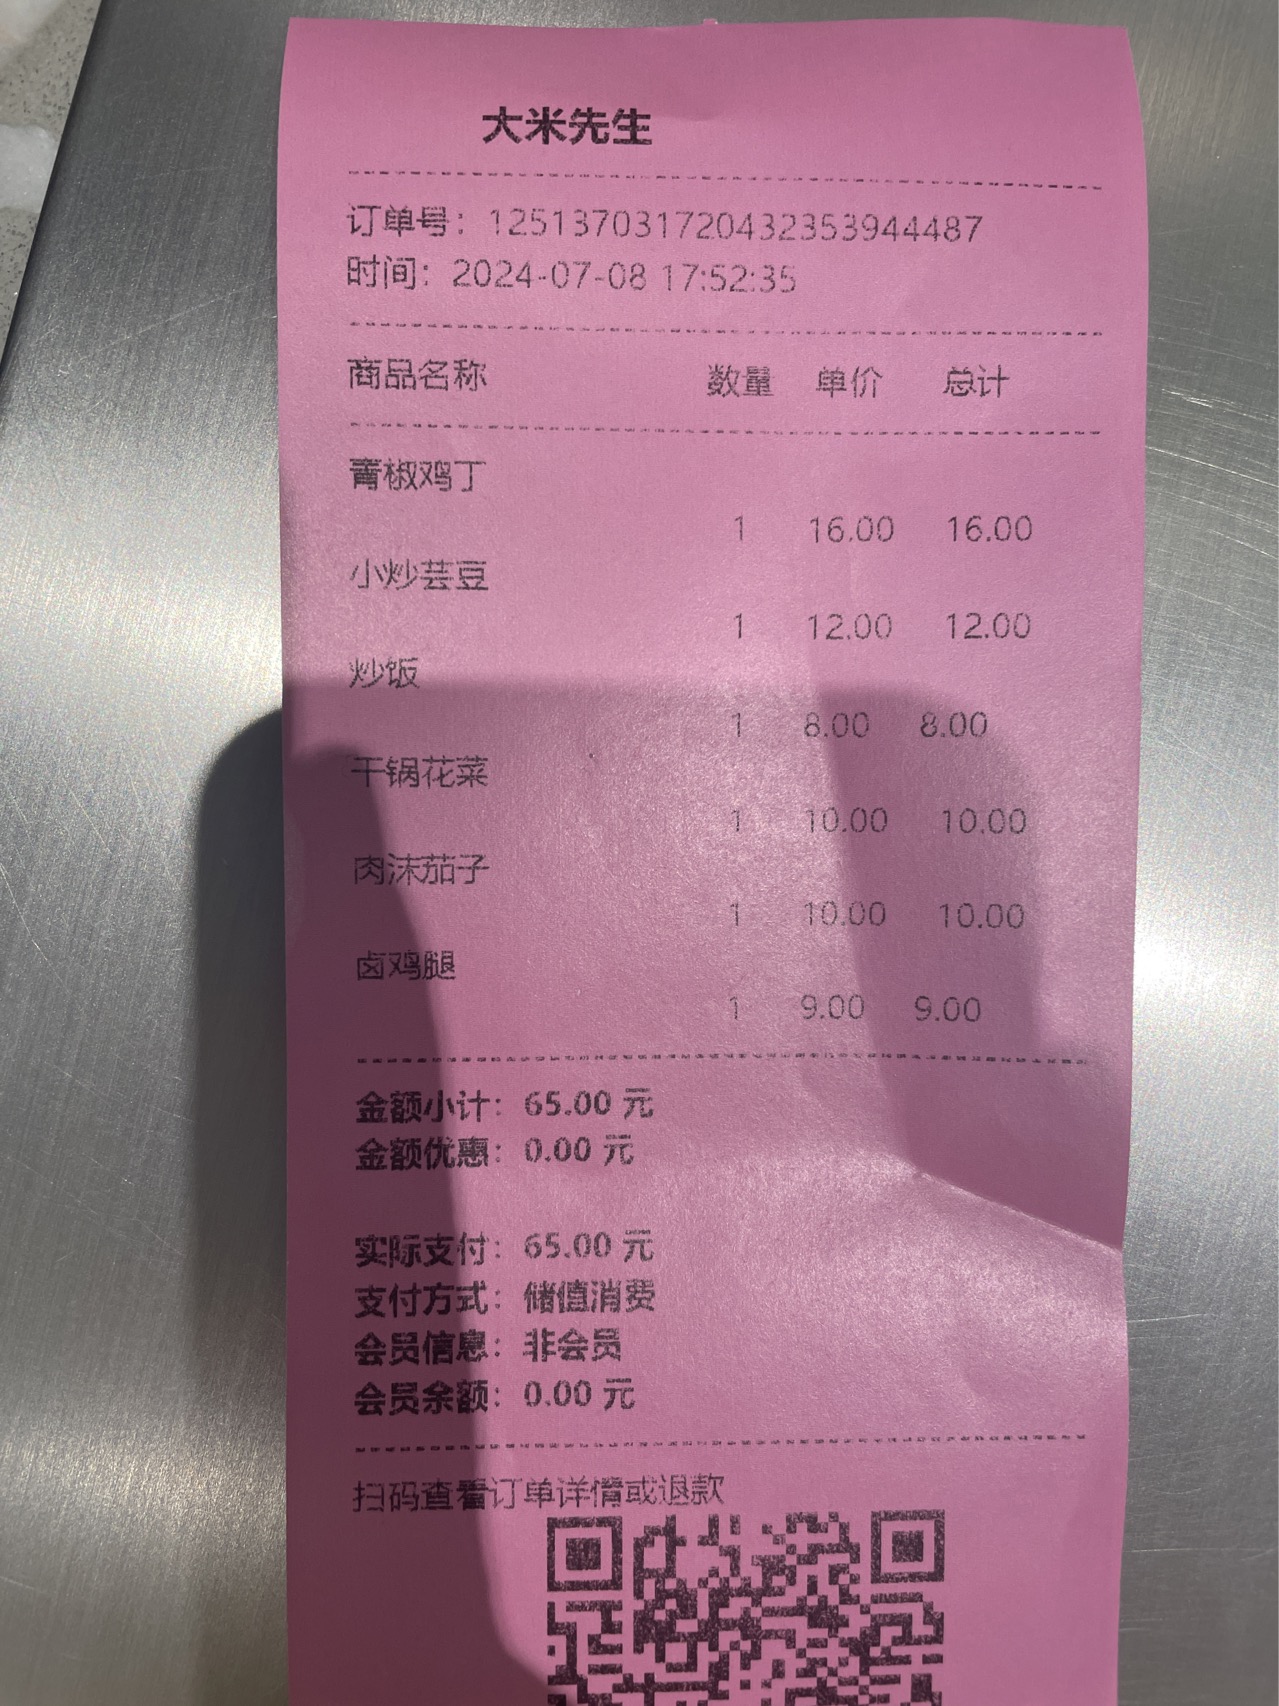 大米先生
订单号：125137031720432353944487
时间：2024-07-08 17:52:35
商品名称 数量 单价 总计
青椒鸡丁
1 16.00 16.00
小炒芸豆
1 12.00 12.00
炒饭
1 8.00 8.00
干锅花菜
1 10.00 10.00
肉沫茄子
1 10.00 10.00
卤鸡腿
1 9.00 9.00
金额小计：65.00 元
金额优惠：0.00 元
实际支付：65.00 元
支付方式：储值消费
会员信息：非会员
会员余额：0.00 元
扫码查看订单详情或退款